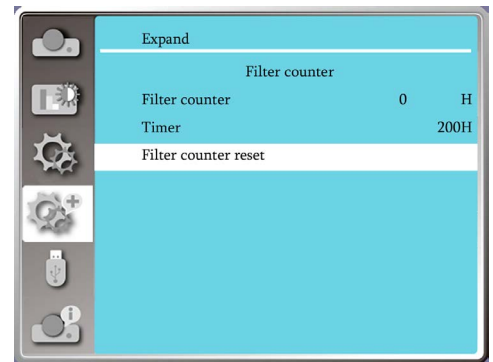 Expand
Filter counter
Filter counter 0 H
Timer 200H
Filter counter reset